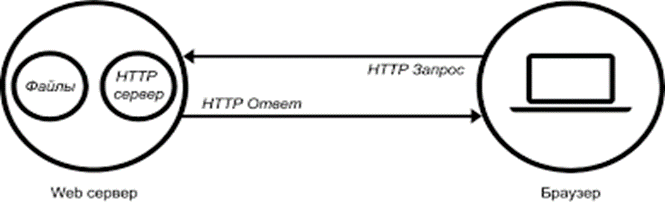 Файлы
HTTP
сервер
HTTP Запрос
HTTP Ответ
Web сервер
Браузер